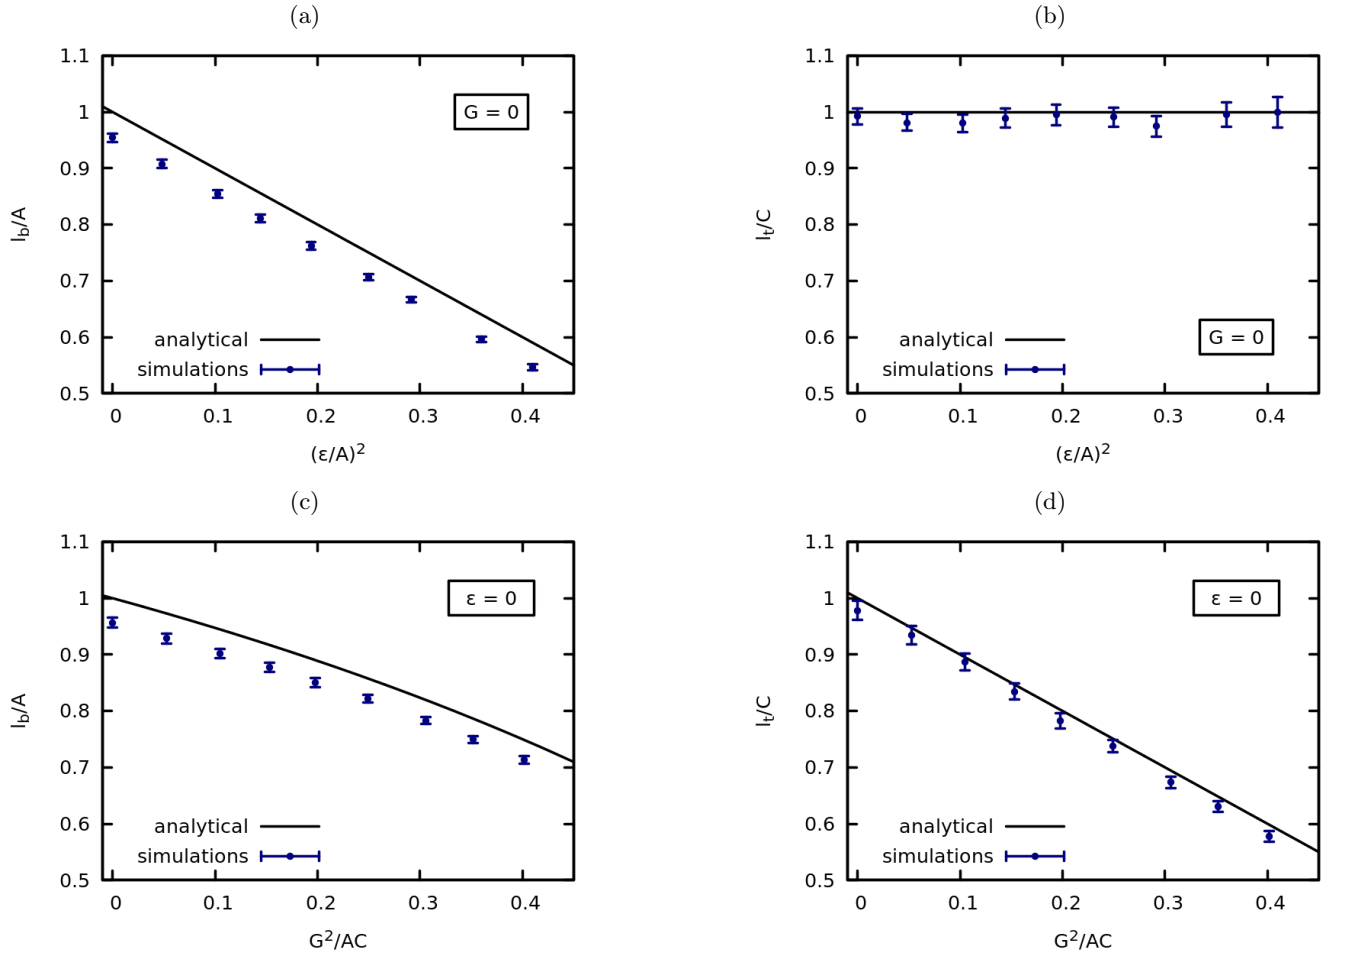 (a)
1.1
1
0.9
0.8
0.7
0.6
0.5
l_b/A
G = 0
analytical
simulations
0 0.1 0.2 0.3 0.4
(ε/A)²
(b)
1.1
1
0.9
0.8
0.7
0.6
0.5
l_t/C
G = 0
analytical
simulations
0 0.1 0.2 0.3 0.4
(ε/A)²
(c)
1.1
1
0.9
0.8
0.7
0.6
0.5
l_b/A
ε = 0
analytical
simulations
0 0.1 0.2 0.3 0.4
G²/AC
(d)
1.1
1
0.9
0.8
0.7
0.6
0.5
l_t/C
ε = 0
analytical
simulations
0 0.1 0.2 0.3 0.4
G²/AC